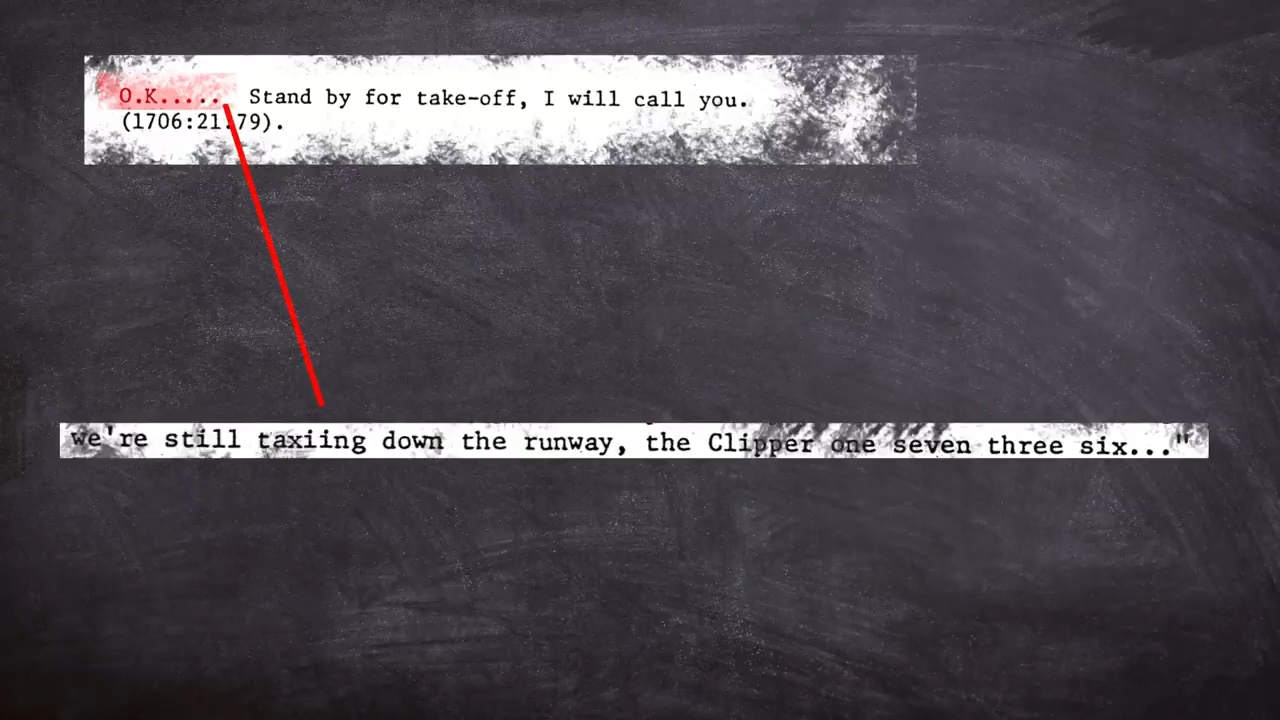 O.K..... Stand by for take-off, I will call you.
(1706:21.79).
we're still taxiing down the runway, the Clipper one seven three six..."